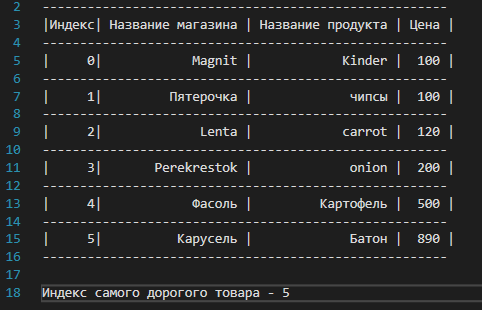 2 ------------------------------------------------------
3 |Индекс| Название магазина | Название продукта | Цена |
4 ------------------------------------------------------
5 |     0|            Magnit |            Kinder |  100 |
6 ------------------------------------------------------
7 |     1|         Пятерочка |             чипсы |  100 |
8 ------------------------------------------------------
9 |     2|             Lenta |            carrot |  120 |
10 ------------------------------------------------------
11 |     3|       Perekrestok |             onion |  200 |
12 ------------------------------------------------------
13 |     4|            Фасоль |         Картофель |  500 |
14 ------------------------------------------------------
15 |     5|          Карусель |             Батон |  890 |
16 ------------------------------------------------------
17
18 Индекс самого дорогого товара - 5